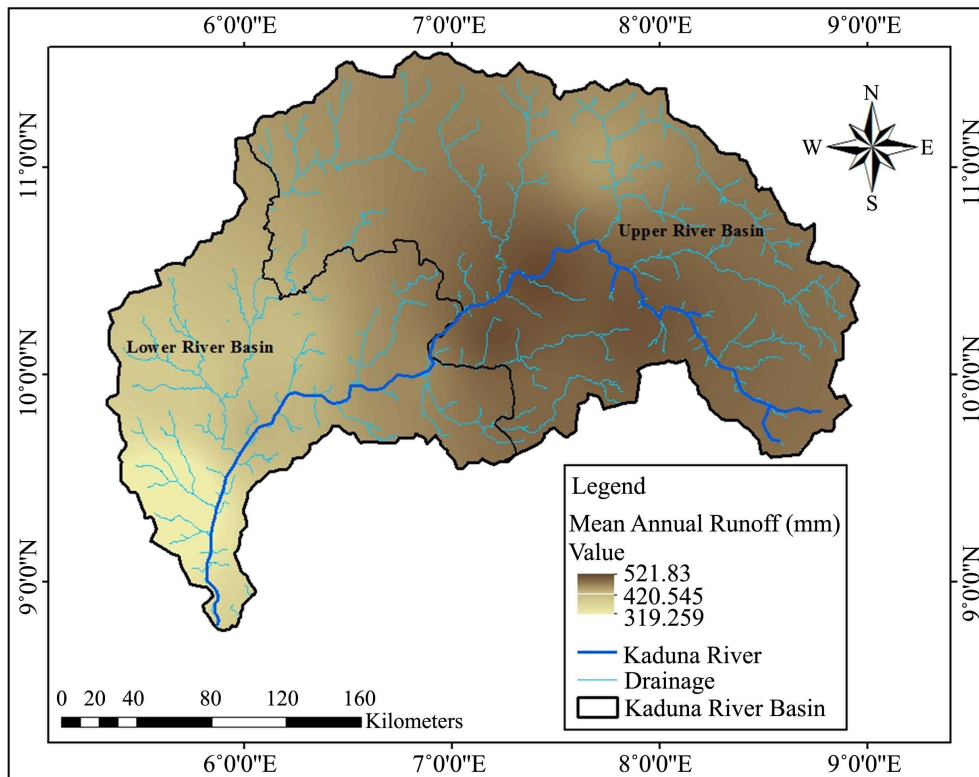 6°0'0"E 7°0'0"E 8°0'0"E 9°0'0"E
N
W E
S
11°0'0"N 11°0'0"N
Upper River Basin
Lower River Basin
10°0'0"N 10°0'0"N
Legend
Mean Annual Runoff (mm)
Value
521.83
420.545
319.259
9°0'0"N 9°0'0"N
Kaduna River
Drainage
Kaduna River Basin
0 20 40 80 120 160
Kilometers
6°0'0"E 7°0'0"E 8°0'0"E 9°0'0"E